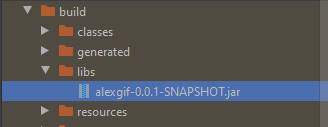 build
classes
generated
libs
alexgif-0.0.1-SNAPSHOT.jar
resources